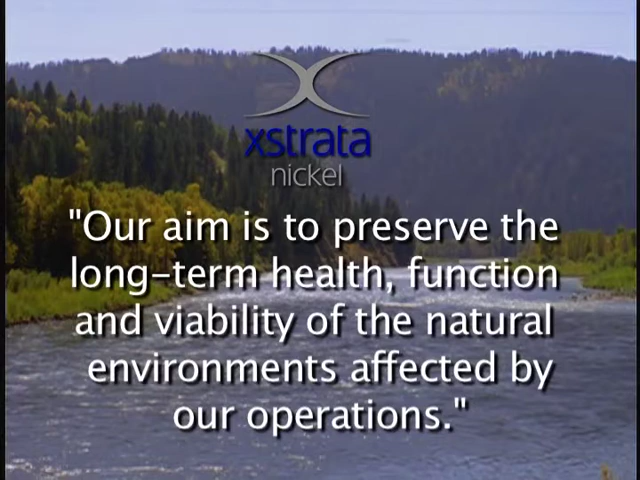 xstrata
nickel
"Our aim is to preserve the
long-term health, function
and viability of the natural
environments affected by
our operations."